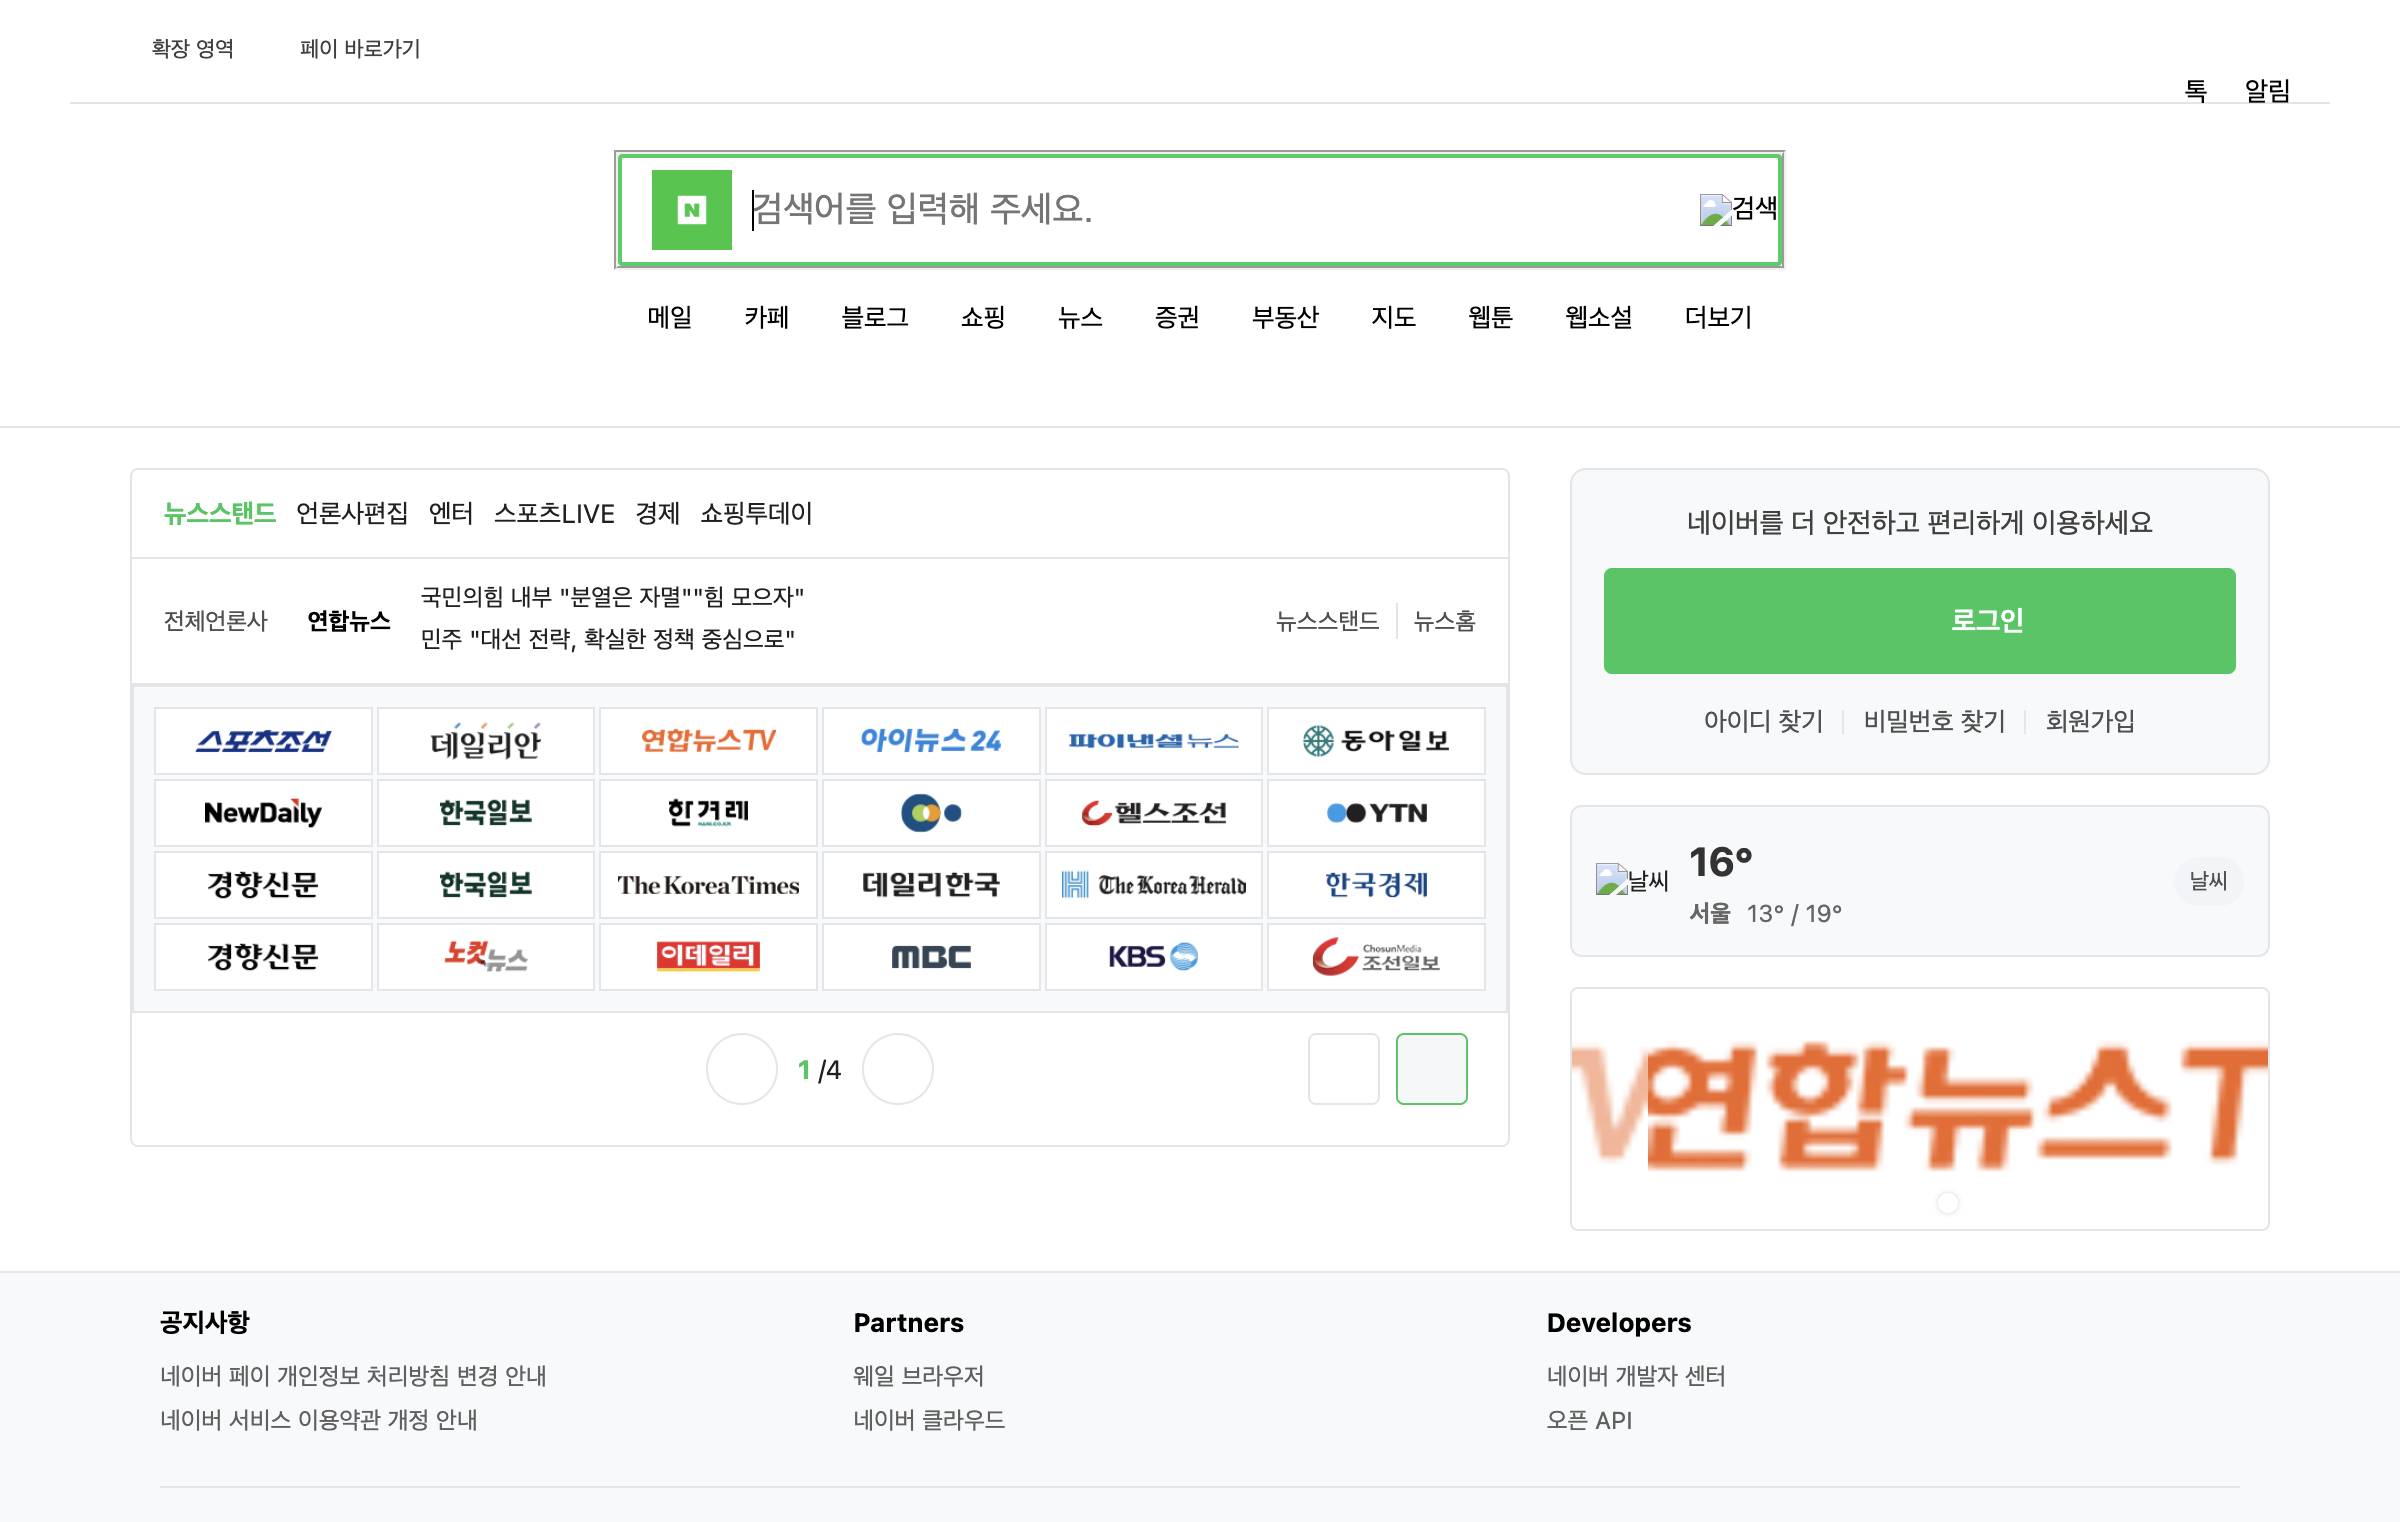 확장 영역 페이 바로가기
톡 알림
N 검색어를 입력해 주세요. 검색
메일 카페 블로그 쇼핑 뉴스 증권 부동산 지도 웹툰 웹소설 더보기
뉴스스탠드 언론사편집 엔터 스포츠LIVE 경제 쇼핑투데이
전체언론사 연합뉴스
국민의힘 내부 "분열은 자멸""힘 모으자"
민주 "대선 전략, 확실한 정책 중심으로"
뉴스스탠드 뉴스홈
스포츠조선 데일리안 연합뉴스TV 아이뉴스24 파이낸셜뉴스 동아일보
NewDaily 한국일보 한겨레 HANI.CO.KR 헬스조선 YTN
경향신문 한국일보 The Korea Times 데일리한국 The Korea Herald 한국경제
경향신문 노컷뉴스 이데일리 MBC KBS ChosunMedia 조선일보
1 /4
네이버를 더 안전하고 편리하게 이용하세요
로그인
아이디 찾기 비밀번호 찾기 회원가입
날씨 16° 날씨
서울 13° / 19°
V 연합뉴스T
공지사항
네이버 페이 개인정보 처리방침 변경 안내
네이버 서비스 이용약관 개정 안내
Partners
웨일 브라우저
네이버 클라우드
Developers
네이버 개발자 센터
오픈 API